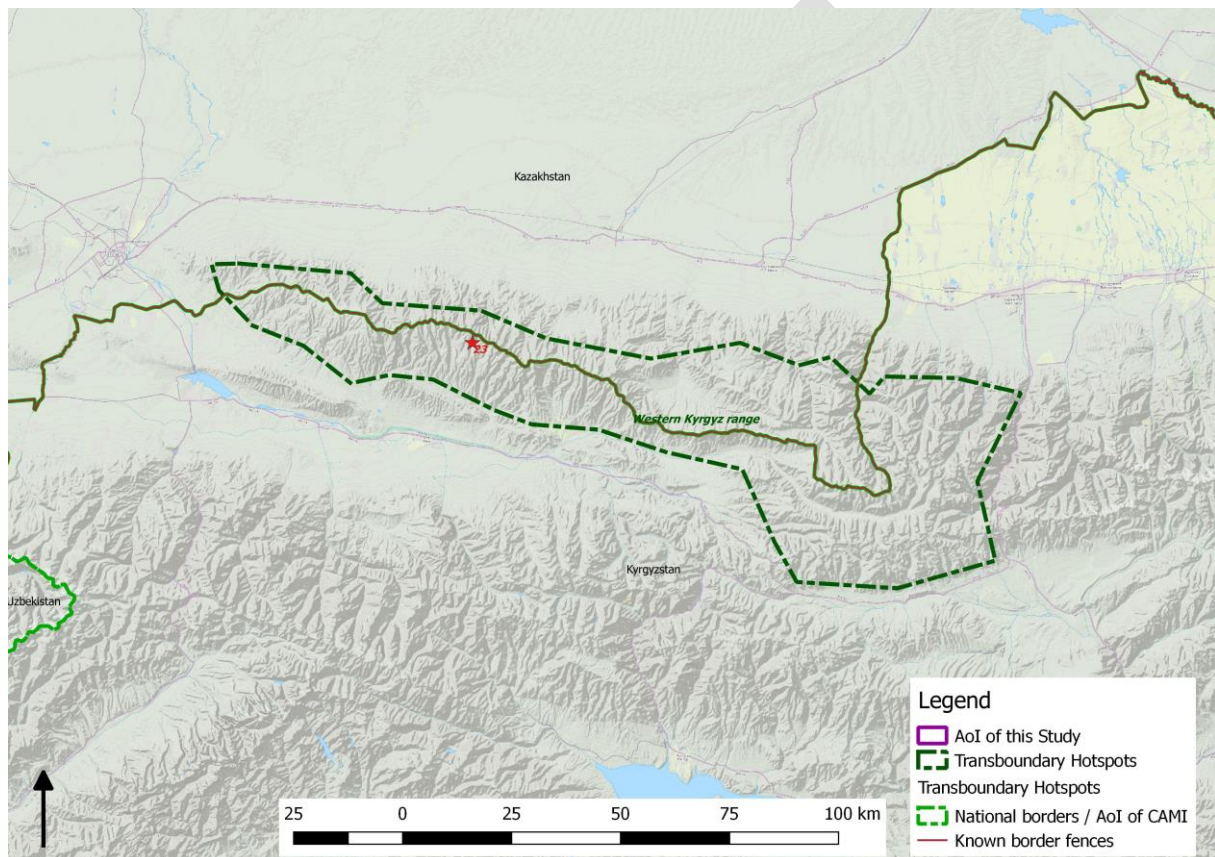 Kazakhstan
23
Western Kyrgyz range
Kyrgyzstan
Uzbekistan
Legend
AoI of this Study
Transboundary Hotspots
Transboundary Hotspots
National borders / AoI of CAMI
Known border fences
25 0 25 50 75 100 km